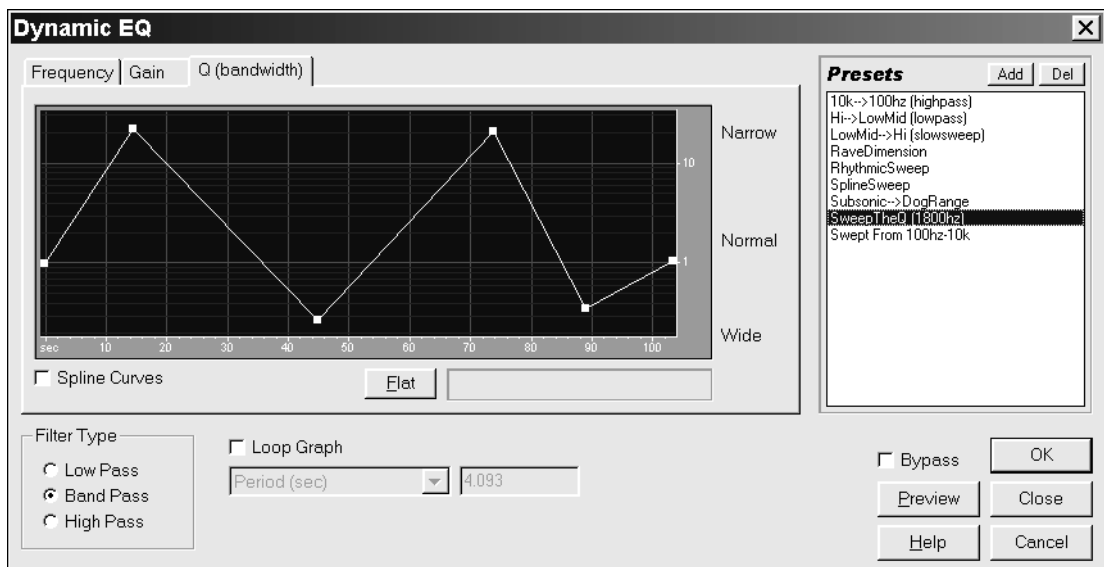 Dynamic EQ
Frequency Gain Q (bandwidth)
Narrow
10
Normal
1
Wide
sec 10 20 30 40 50 60 70 80 90 100
Spline Curves
Flat
Presets Add Del
10k-->100hz (highpass)
Hi-->LowMid (lowpass)
LowMid-->Hi (slowsweep)
RaveDimension
RhythmicSweep
SplineSweep
Subsonic-->DogRange
SweepTheQ (1800hz)
Swept From 100hz-10k
Filter Type
Low Pass
Band Pass
High Pass
Loop Graph
Period (sec) 4.093
Bypass OK
Preview Close
Help Cancel